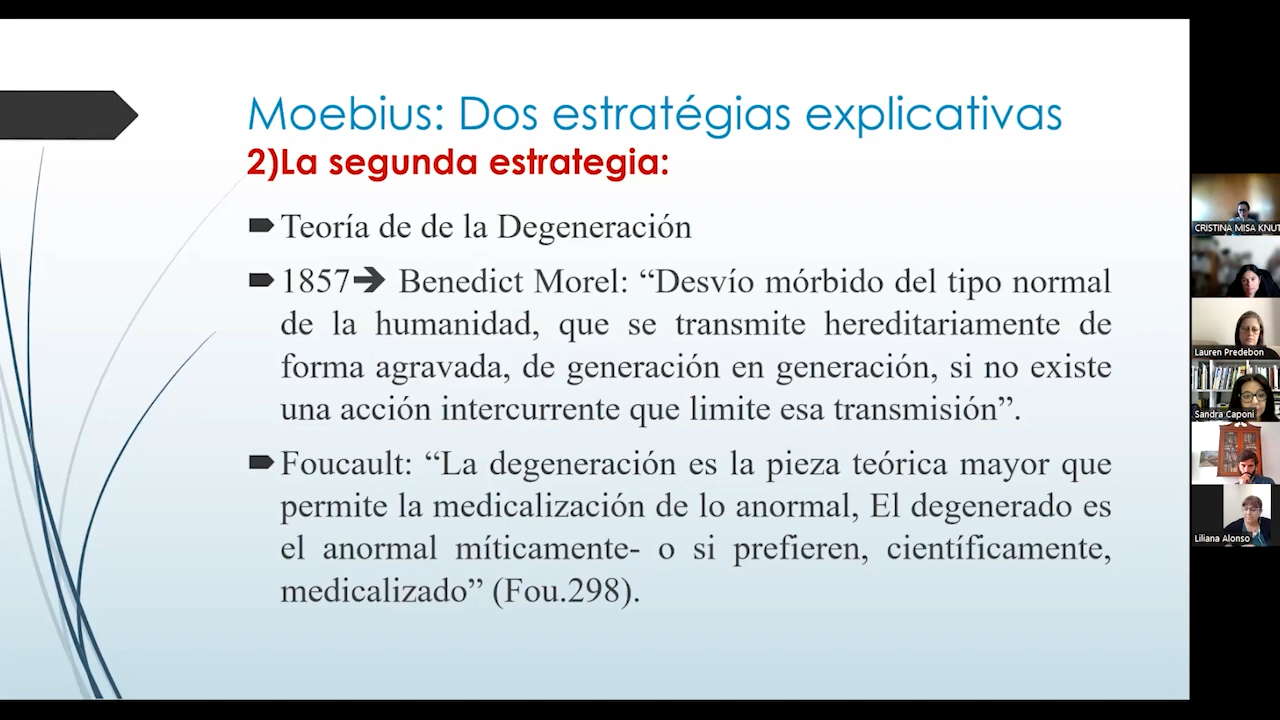 Moebius: Dos estratégias explicativas
2)La segunda estrategia:
Teoría de de la Degeneración
1857➔ Benedict Morel: “Desvío mórbido del tipo normal
de la humanidad, que se transmite hereditariamente de
forma agravada, de generación en generación, si no existe
una acción intercurrente que limite esa transmisión”.
Foucault: “La degeneración es la pieza teórica mayor que
permite la medicalización de lo anormal, El degenerado es
el anormal míticamente- o si prefieren, científicamente,
medicalizado” (Fou.298).
CRISTINA MISA KNUT
Lauren Predebon
Sandra Caponi
Liliana Alonso